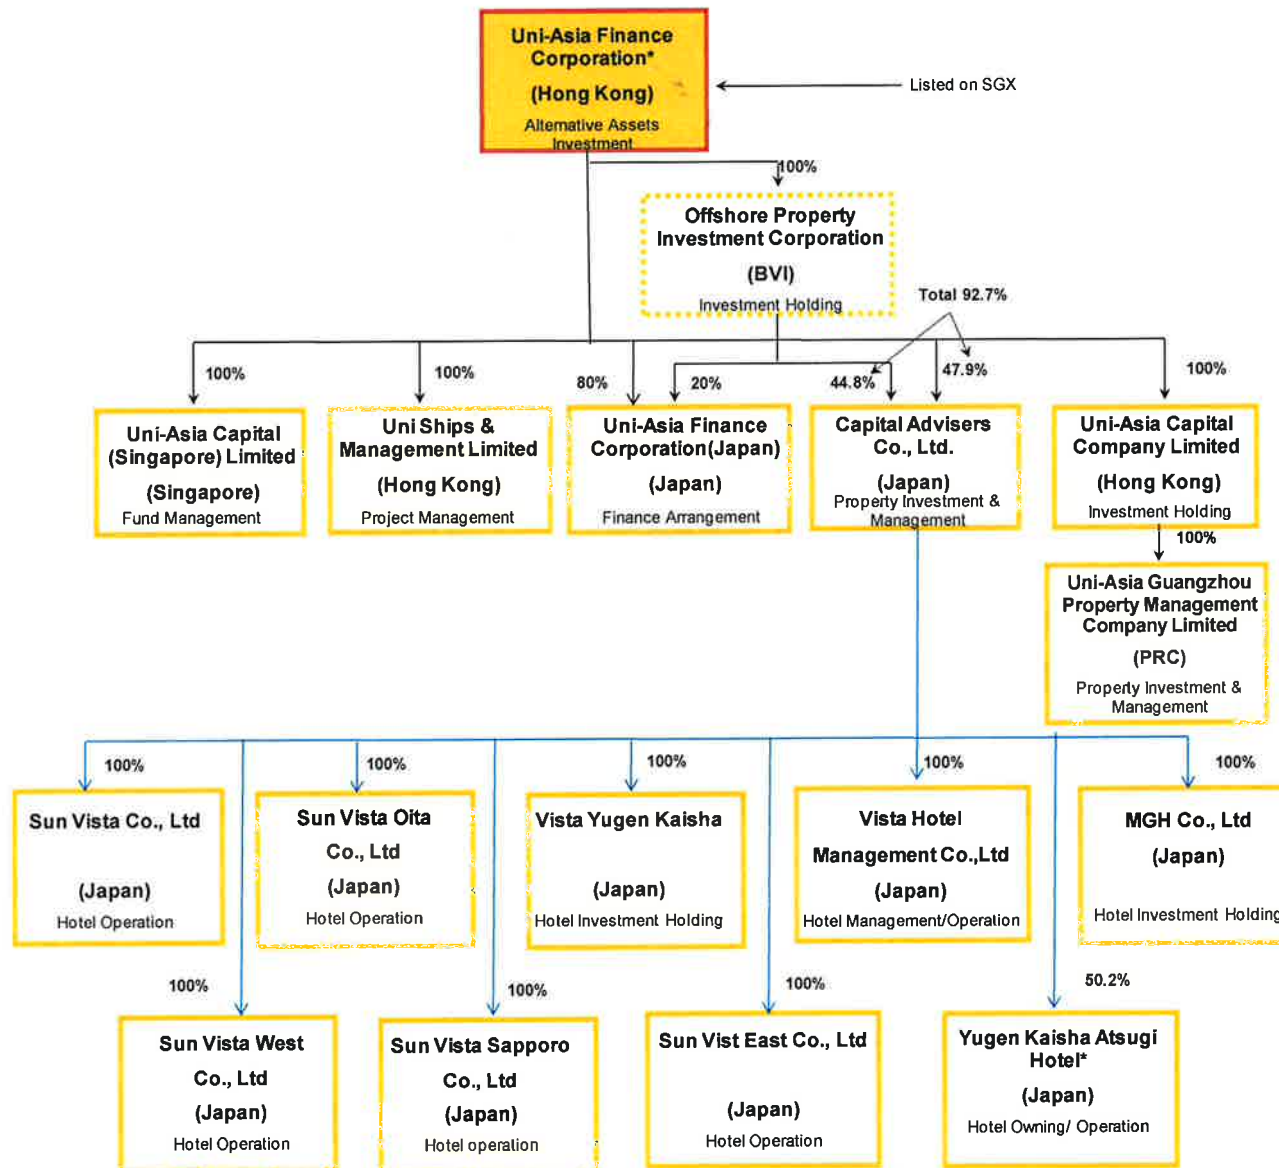 Uni-Asia Finance
Corporation*
(Hong Kong)
Alternative Assets
Investment
Listed on SGX
100%
Offshore Property
Investment Corporation
(BVI)
Investment Holding
Total 92.7%
100%
100%
80%
20%
44.8%
47.9%
100%
Uni-Asia Capital
(Singapore) Limited
(Singapore)
Fund Management
Uni Ships &
Management Limited
(Hong Kong)
Project Management
Uni-Asia Finance
Corporation(Japan)
(Japan)
Finance Arrangement
Capital Advisers
Co., Ltd.
(Japan)
Property Investment &
Management
Uni-Asia Capital
Company Limited
(Hong Kong)
Investment Holding
100%
Uni-Asia Guangzhou
Property Management
Company Limited
(PRC)
Property Investment &
Management
100%
100%
100%
100%
100%
Sun Vista Co., Ltd
(Japan)
Hotel Operation
Sun Vista Oita
Co., Ltd
(Japan)
Hotel Operation
Vista Yugen Kaisha
(Japan)
Hotel Investment Holding
Vista Hotel
Management Co.,Ltd
(Japan)
Hotel Management/Operation
MGH Co., Ltd
(Japan)
Hotel Investment Holding
100%
100%
100%
50.2%
Sun Vista West
Co., Ltd
(Japan)
Hotel Operation
Sun Vista Sapporo
Co., Ltd
(Japan)
Hotel operation
Sun Vist East Co., Ltd
(Japan)
Hotel Operation
Yugen Kaisha Atsugi
Hotel*
(Japan)
Hotel Owning/ Operation